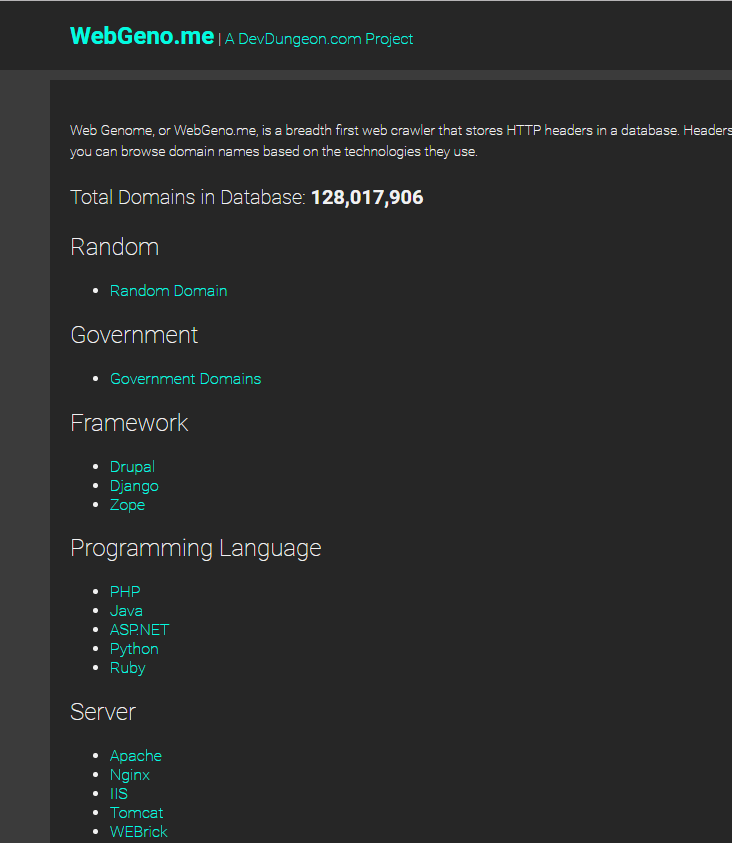 WebGeno.me | A DevDungeon.com Project
Web Genome, or WebGeno.me, is a breadth first web crawler that stores HTTP headers in a database. Headers
you can browse domain names based on the technologies they use.
Total Domains in Database: 128,017,906
Random
• Random Domain
Government
• Government Domains
Framework
• Drupal
• Django
• Zope
Programming Language
• PHP
• Java
• ASP.NET
• Python
• Ruby
Server
• Apache
• Nginx
• IIS
• Tomcat
• WEBrick